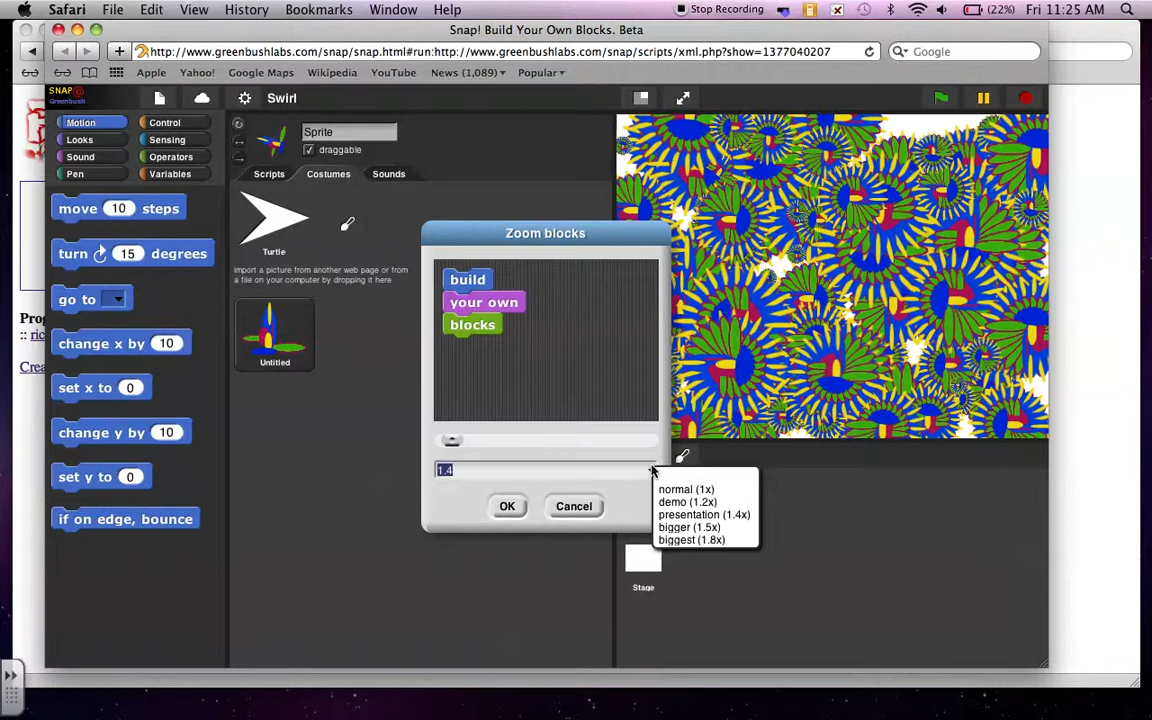 Safari File Edit View History Bookmarks Window Help Stop Recording (22%) Fri 11:25 AM
Snap! Build Your Own Blocks. Beta
http://www.greenbushlabs.com/snap/snap.html#run:http://www.greenbushlabs.com/snap/scripts/xml.php?show=1377040207 Google
Apple Yahoo! Google Maps Wikipedia YouTube News (1,089) Popular
SNAP@
Greenbush
Swirl
Motion Control
Looks Sensing
Sound Operators
Pen Variables
Sprite
draggable
Scripts Costumes Sounds
move 10 steps
turn 15 degrees
go to
change x by 10
set x to 0
change y by 10
set y to 0
if on edge, bounce
Turtle
import a picture from another web page or from
a file on your computer by dropping it here
Untitled
Zoom blocks
build
your own
blocks
1.4
OK Cancel
normal (1x)
demo (1.2x)
presentation (1.4x)
bigger (1.5x)
biggest (1.8x)
Stage
Prog
:: ric
Crea